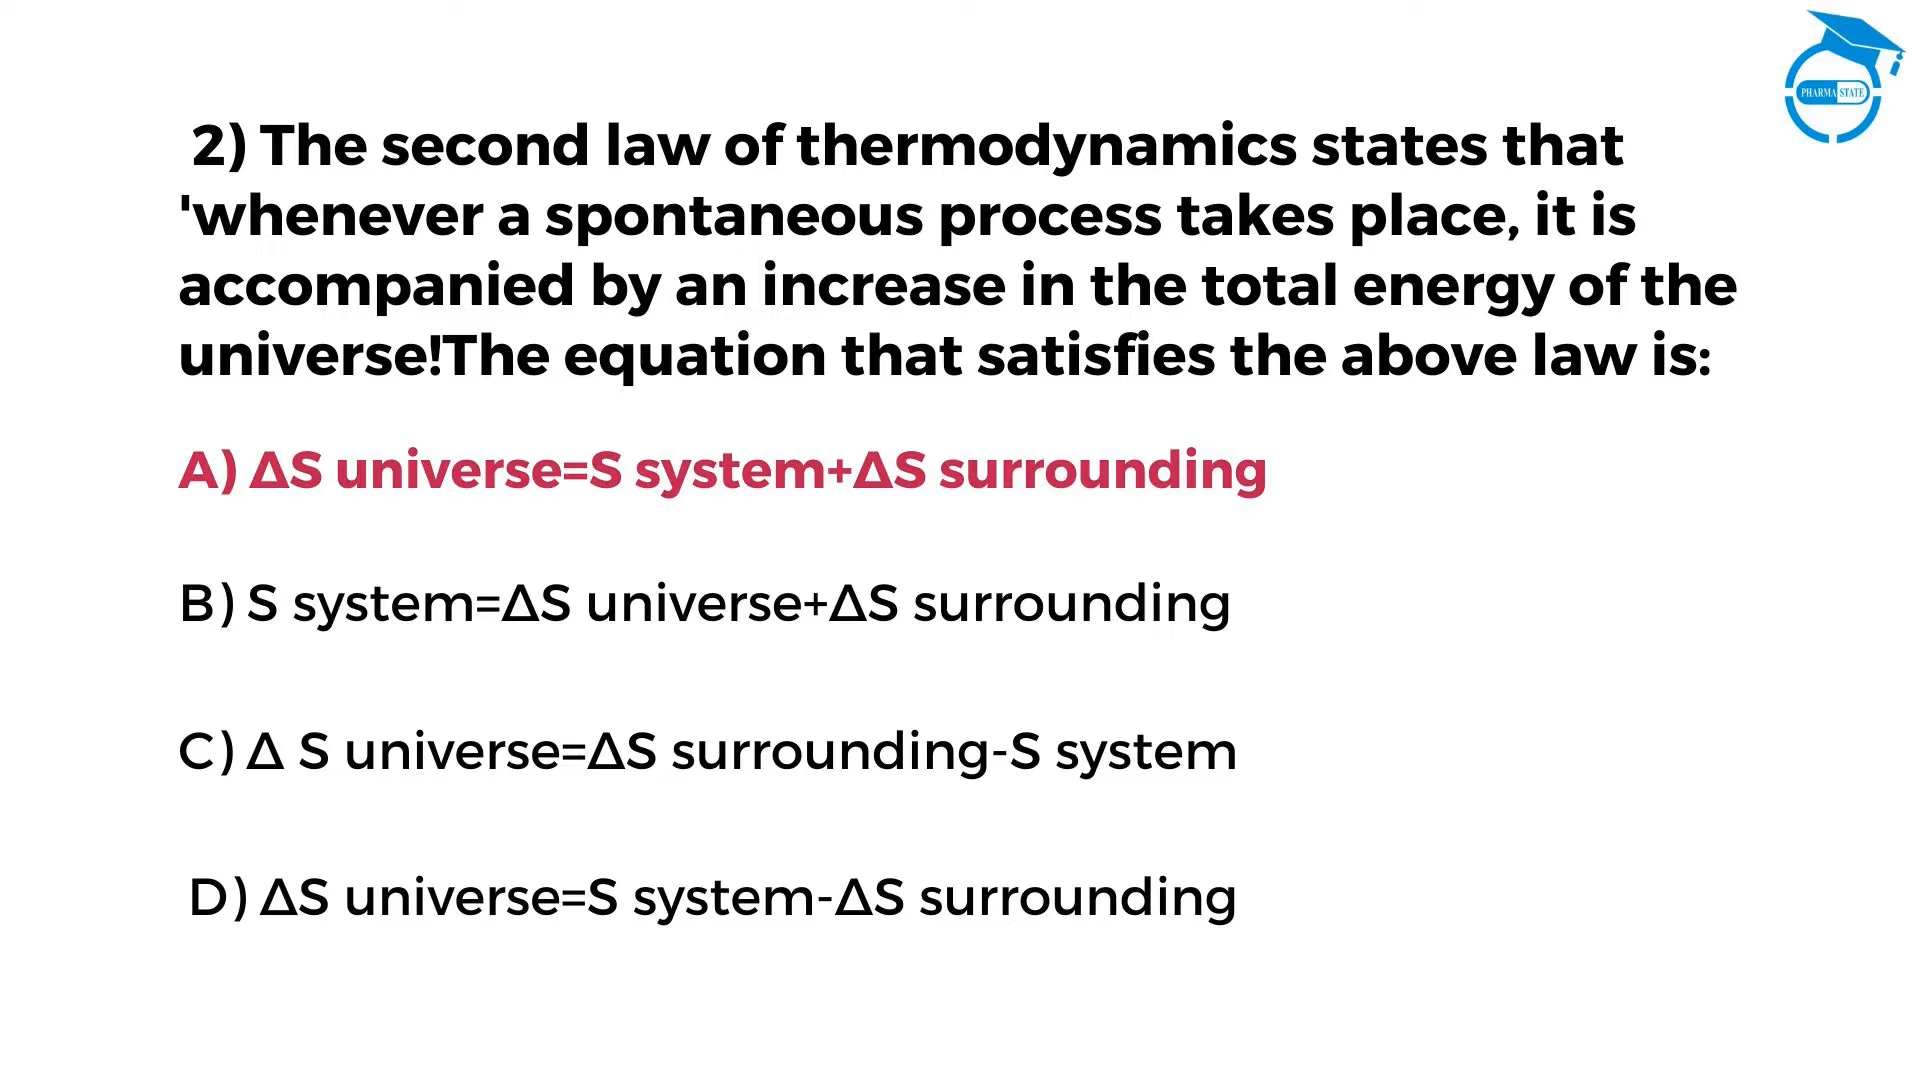 PHARMA STATE
2) The second law of thermodynamics states that
'whenever a spontaneous process takes place, it is
accompanied by an increase in the total energy of the
universe!The equation that satisfies the above law is:
A) ΔS universe=S system+ΔS surrounding
B) S system=ΔS universe+ΔS surrounding
C) Δ S universe=ΔS surrounding-S system
D) ΔS universe=S system-ΔS surrounding